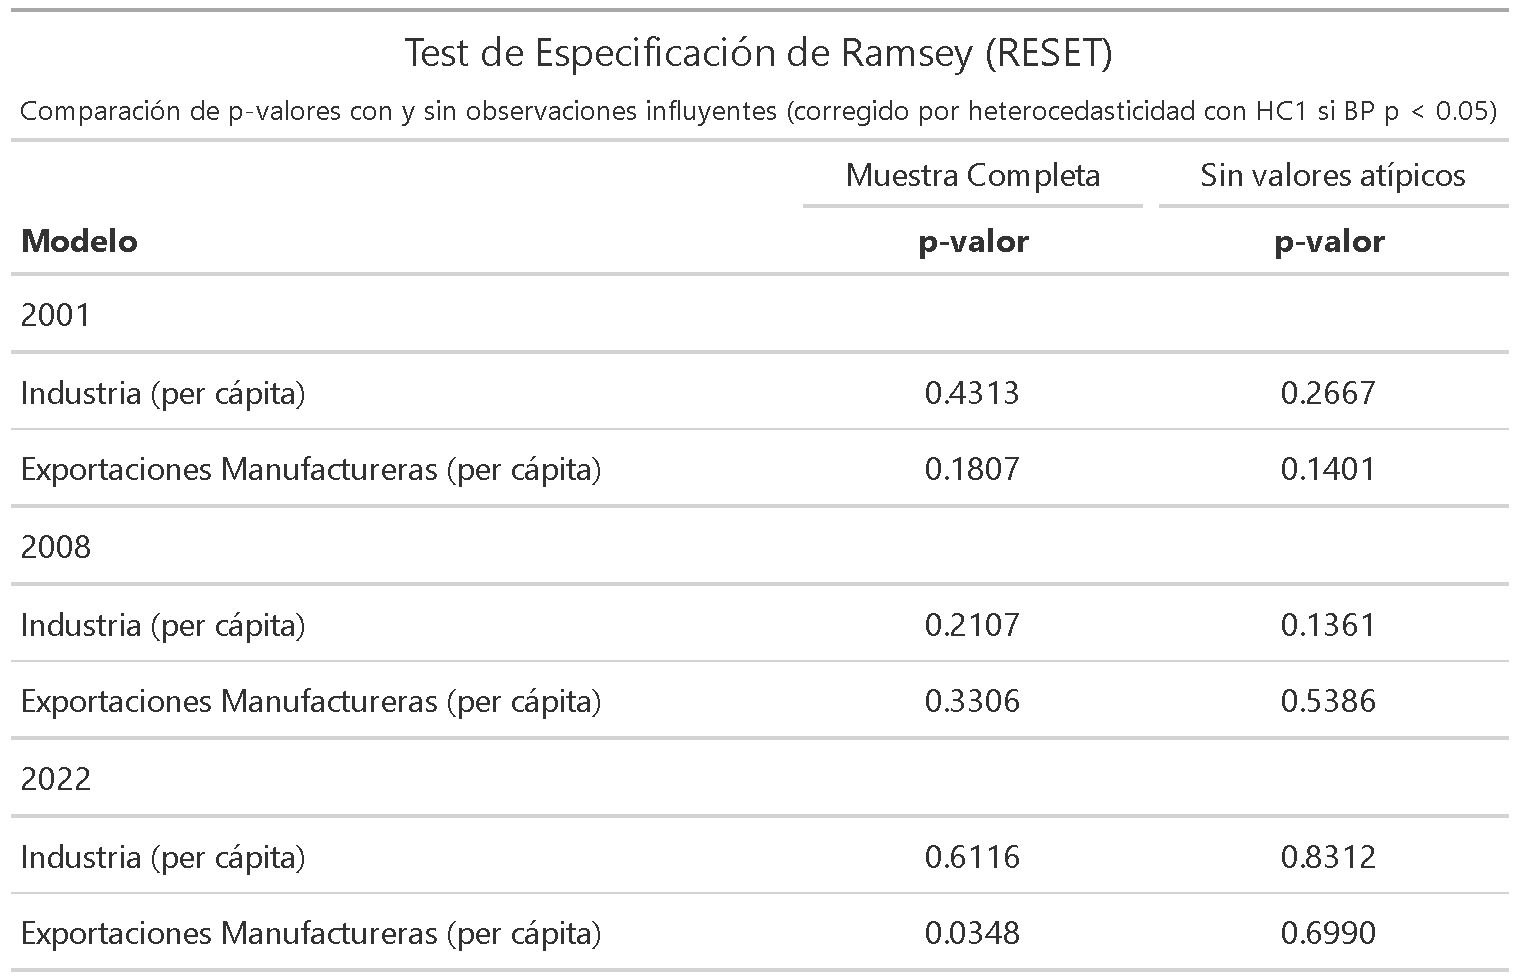 Test de Especificación de Ramsey (RESET)
Comparación de p-valores con y sin observaciones influyentes (corregido por heterocedasticidad con HC1 si BP p < 0.05)
Muestra Completa Sin valores atípicos
Modelo p-valor p-valor
2001
Industria (per cápita) 0.4313 0.2667
Exportaciones Manufactureras (per cápita) 0.1807 0.1401
2008
Industria (per cápita) 0.2107 0.1361
Exportaciones Manufactureras (per cápita) 0.3306 0.5386
2022
Industria (per cápita) 0.6116 0.8312
Exportaciones Manufactureras (per cápita) 0.0348 0.6990